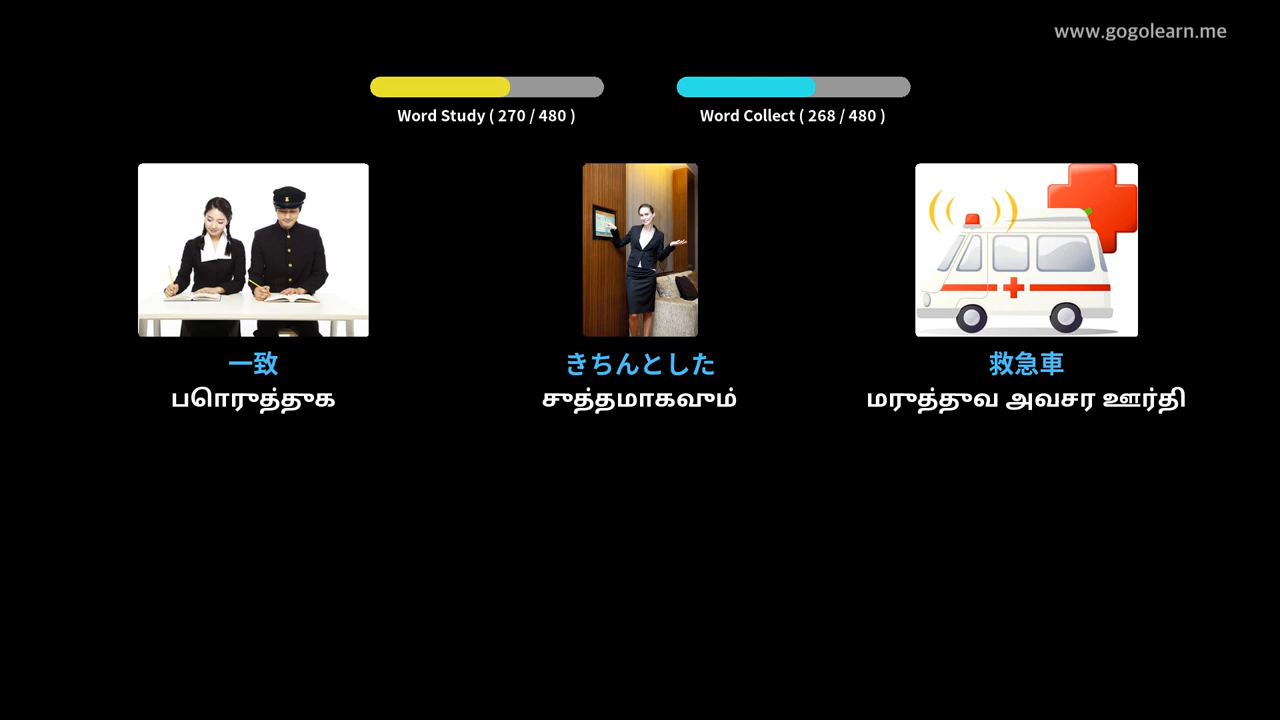 www.gogolearn.me
Word Study ( 270 / 480 )
Word Collect ( 268 / 480 )
一致
பொருத்துக
きちんとした
சுத்தமாகவும்
救急車
மருத்துவ அவசர ஊர்தி